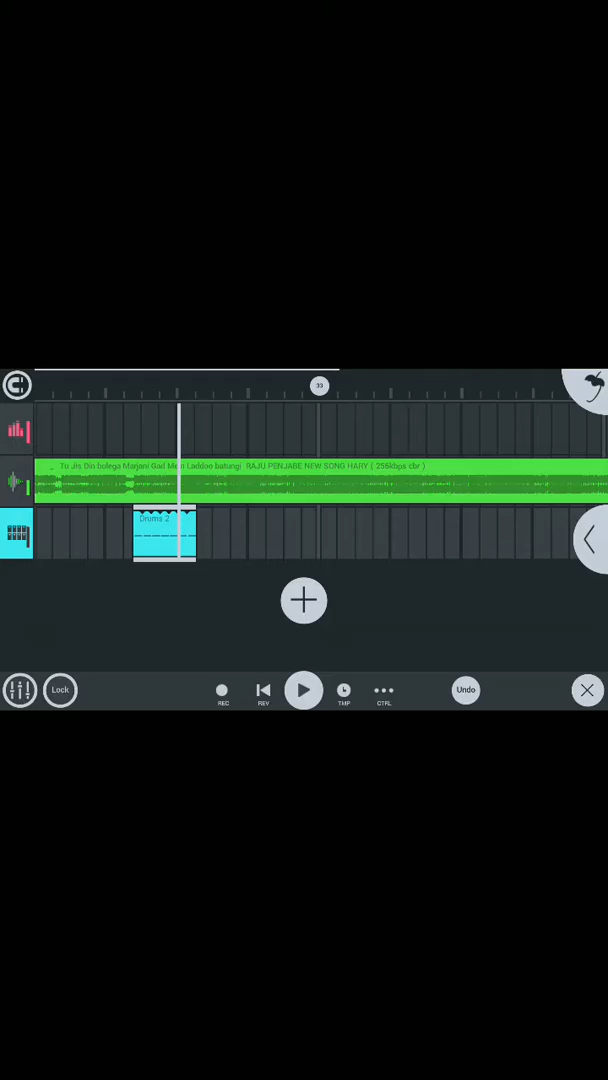 33
Tu Jis Din bolega Marjani Gad Mein Laddoo batungi RAJU PENJABE NEW SONG HARY ( 256kbps cbr )
Drums 2
Lock
REC
REV
TMP
CTRL
Undo